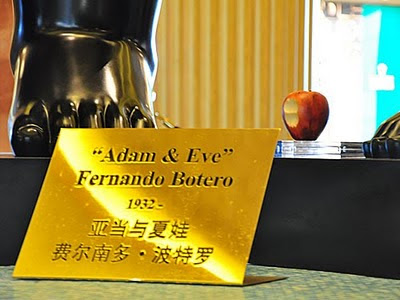 “Adam & Eve”
Fernando Botero
1932 -
亚当与夏娃
费尔南多·波特罗